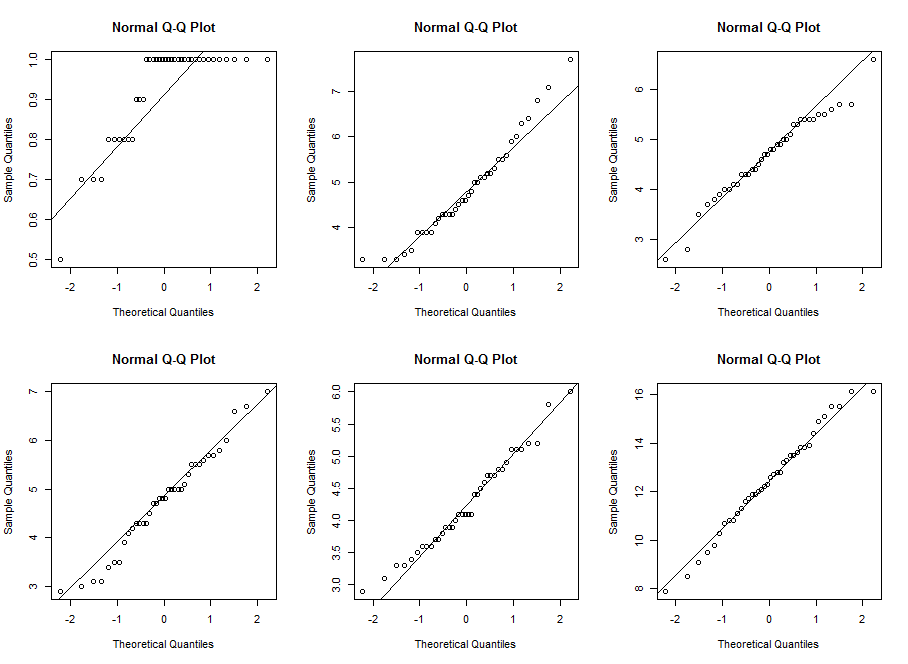 Normal Q-Q Plot
Sample Quantiles
1.0
0.9
0.8
0.7
0.6
0.5
-2 -1 0 1 2
Theoretical Quantiles
Normal Q-Q Plot
Sample Quantiles
7
6
5
4
-2 -1 0 1 2
Theoretical Quantiles
Normal Q-Q Plot
Sample Quantiles
6
5
4
3
-2 -1 0 1 2
Theoretical Quantiles
Normal Q-Q Plot
Sample Quantiles
7
6
5
4
3
-2 -1 0 1 2
Theoretical Quantiles
Normal Q-Q Plot
Sample Quantiles
6.0
5.5
5.0
4.5
4.0
3.5
3.0
-2 -1 0 1 2
Theoretical Quantiles
Normal Q-Q Plot
Sample Quantiles
16
14
12
10
8
-2 -1 0 1 2
Theoretical Quantiles